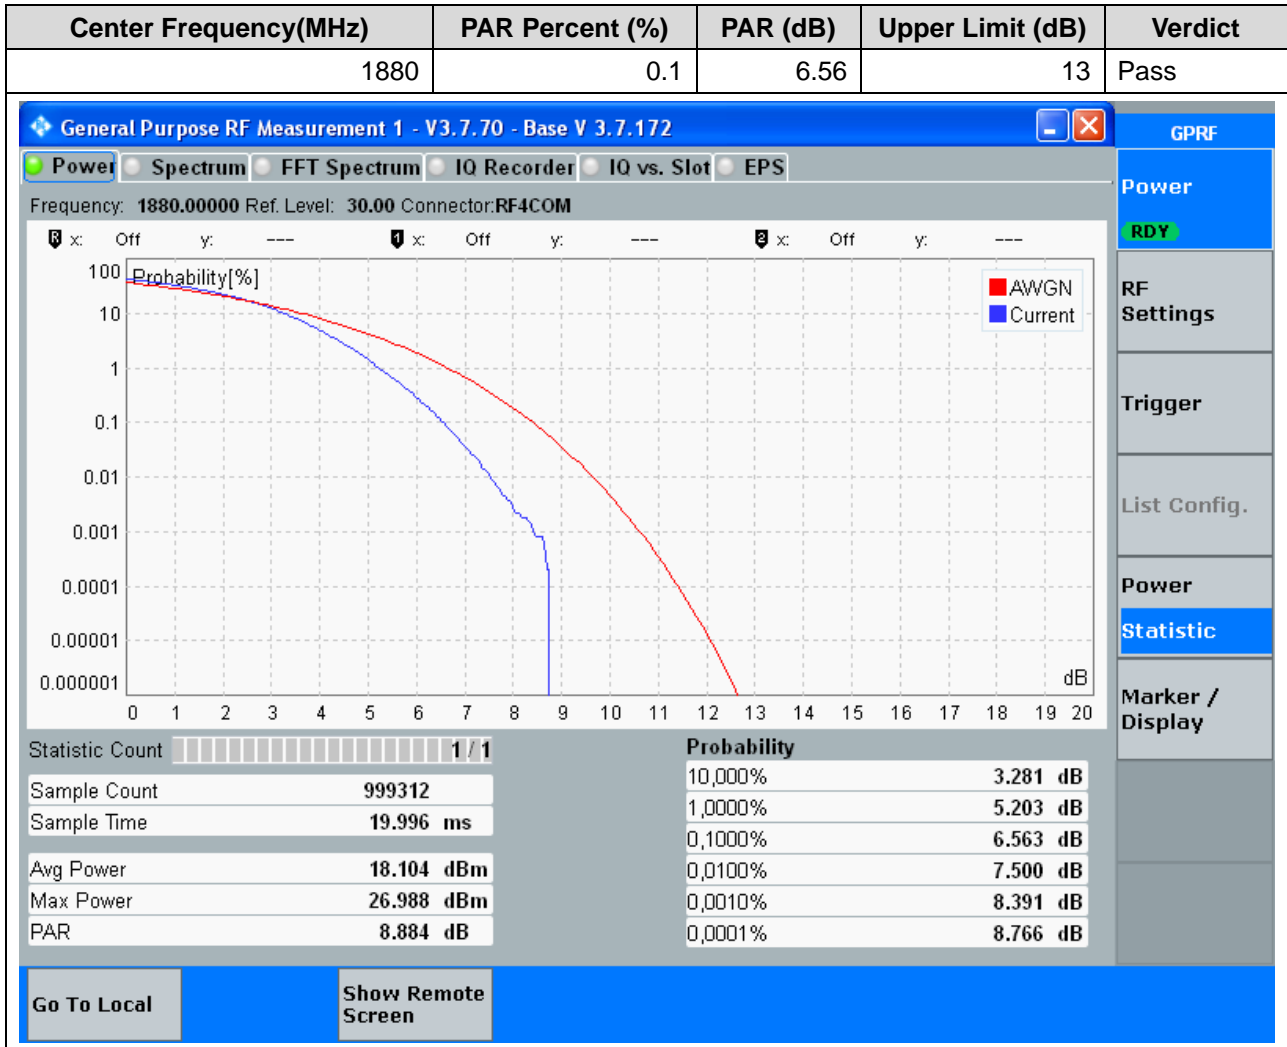 Center Frequency(MHz) PAR Percent (%) PAR (dB) Upper Limit (dB) Verdict
1880 0.1 6.56 13 Pass
General Purpose RF Measurement 1 - V3.7.70 - Base V 3.7.172
GPRF
Power Spectrum FFT Spectrum IQ Recorder IQ vs. Slot EPS
Frequency: 1880.00000 Ref. Level: 30.00 Connector:RF4COM
R x: Off y: --- 1 x: Off y: --- 2 x: Off y: ---
Power
RDY
RF
Settings
Trigger
List Config.
Power
Statistic
Marker /
Display
Probability[%]
AWGN
Current
100
10
1
0.1
0.01
0.001
0.0001
0.00001
0.000001
dB
0 1 2 3 4 5 6 7 8 9 10 11 12 13 14 15 16 17 18 19 20
Statistic Count 1 / 1
Sample Count 999312
Sample Time 19.996 ms
Avg Power 18.104 dBm
Max Power 26.988 dBm
PAR 8.884 dB
Probability
10,000% 3.281 dB
1,0000% 5.203 dB
0,1000% 6.563 dB
0,0100% 7.500 dB
0,0010% 8.391 dB
0,0001% 8.766 dB
Go To Local
Show Remote
Screen